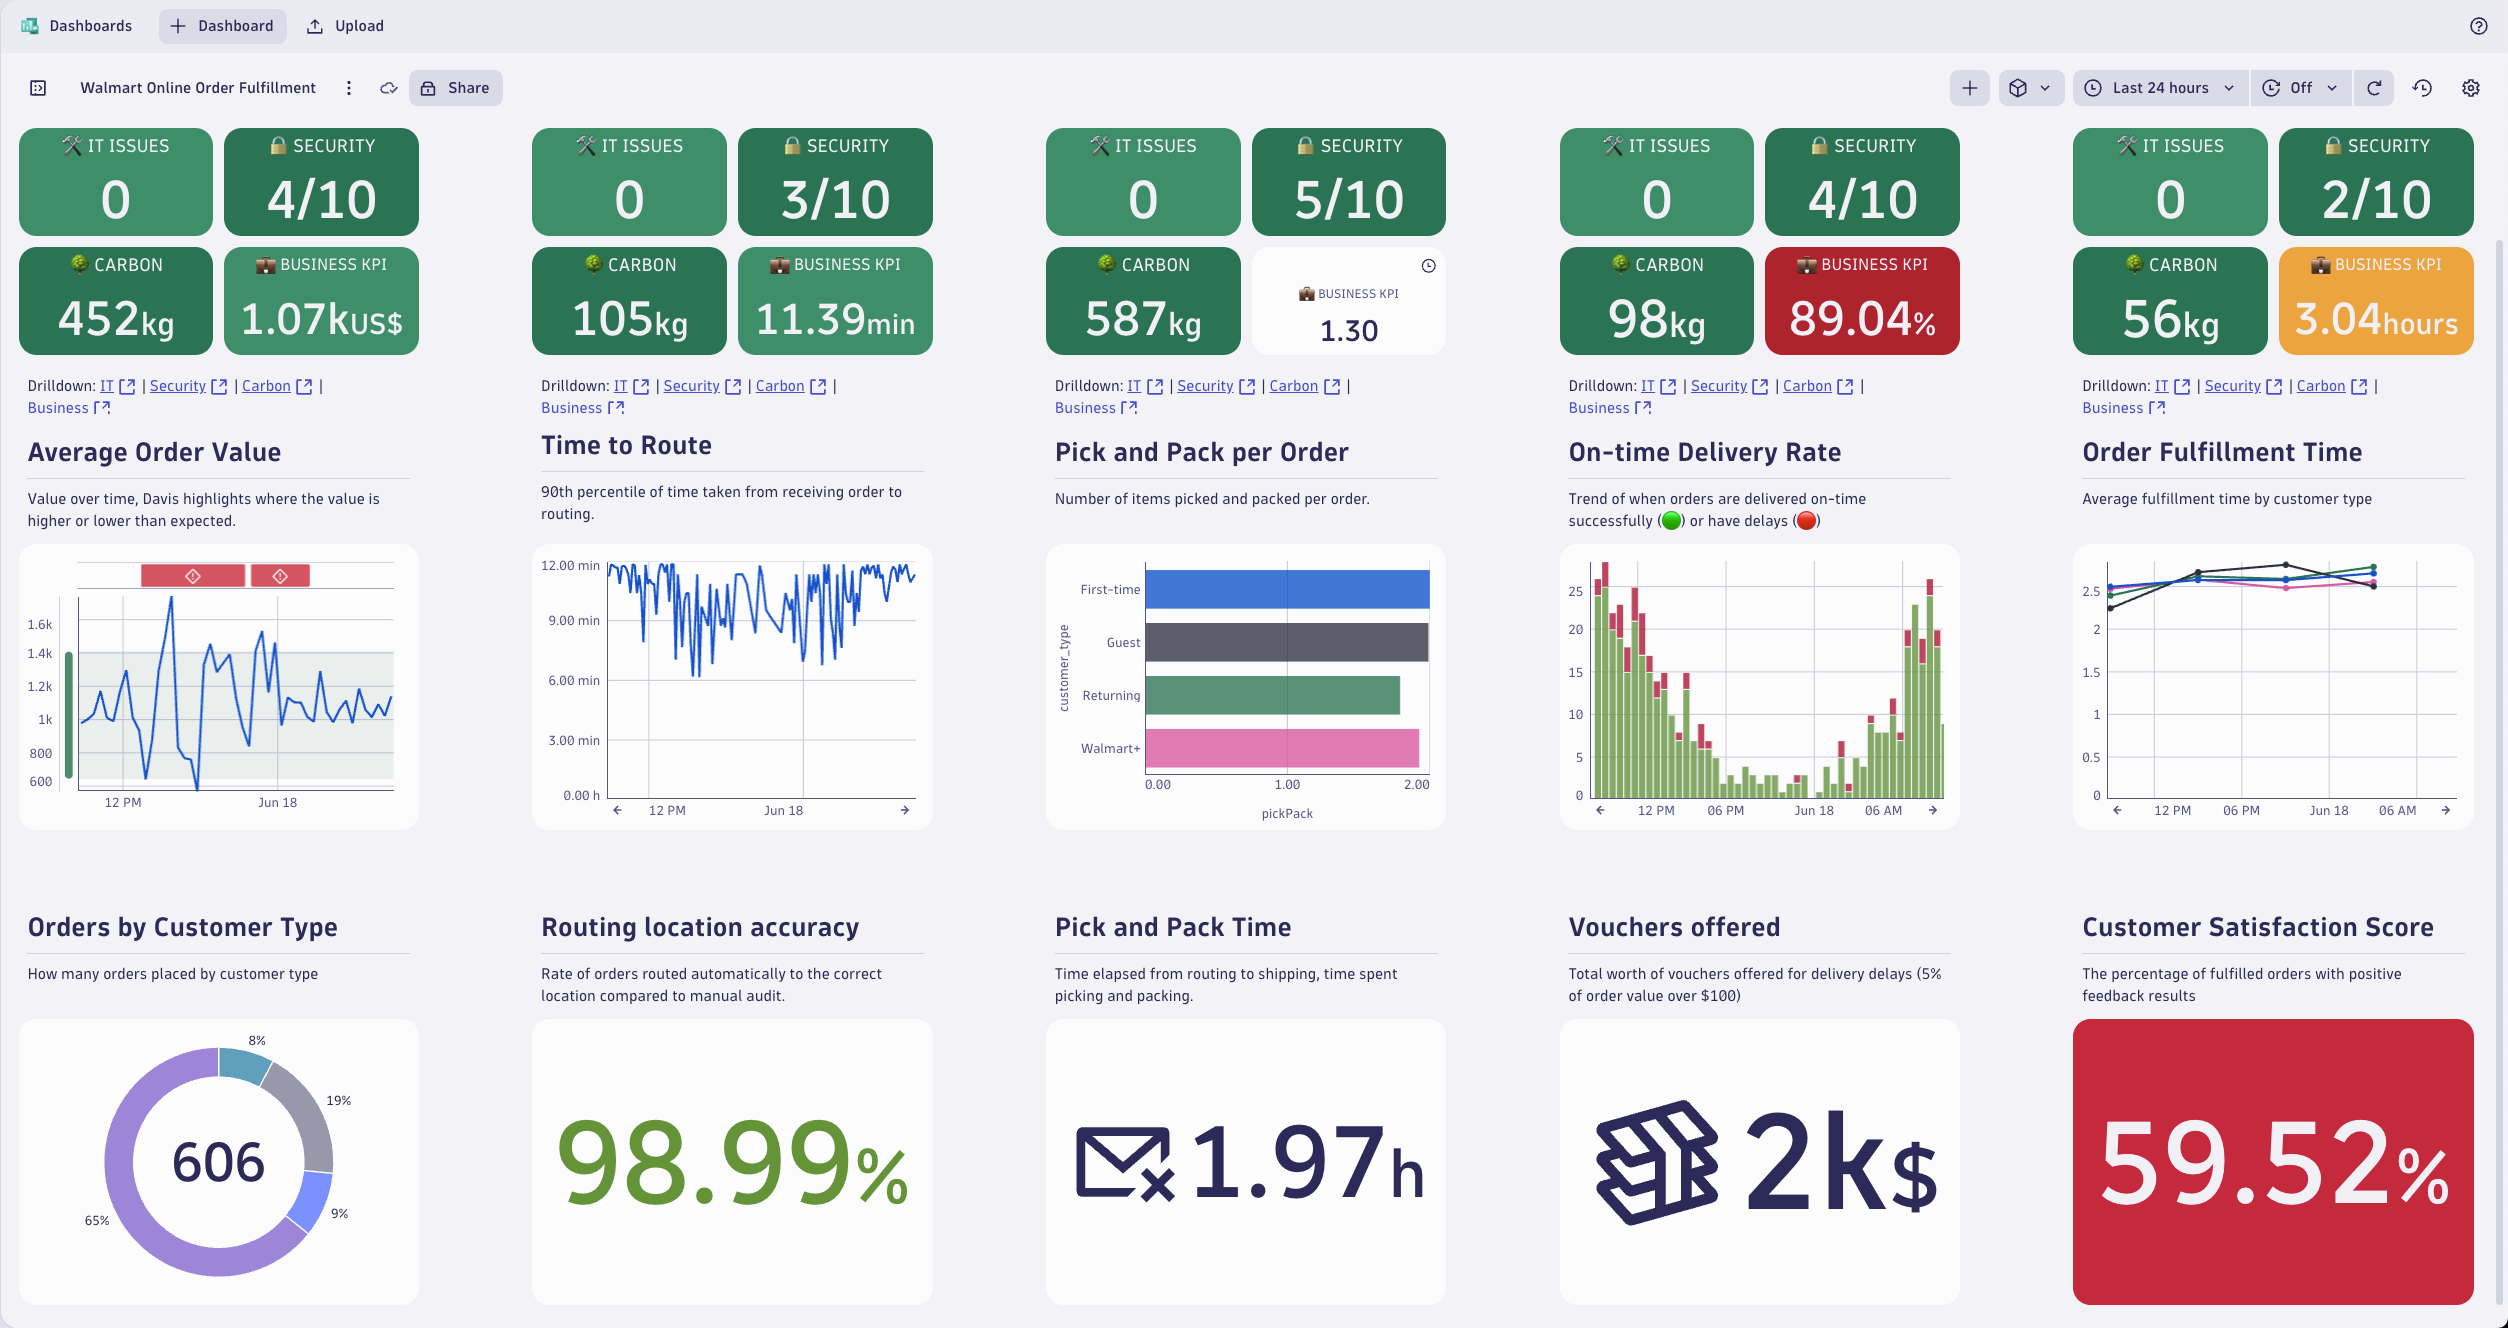 Dashboards
Dashboard
Upload
Walmart Online Order Fulfillment
Share
Last 24 hours
Off
IT ISSUES
0
SECURITY
4/10
CARBON
452kg
BUSINESS KPI
1.07kUS$
Drilldown: IT | Security | Carbon |
Business
Average Order Value
Value over time, Davis highlights where the value is
higher or lower than expected.
1.6k
1.4k
1.2k
1k
800
600
12 PM
Jun 18
Orders by Customer Type
How many orders placed by customer type
8%
19%
9%
65%
606
IT ISSUES
0
SECURITY
3/10
CARBON
105kg
BUSINESS KPI
11.39min
Drilldown: IT | Security | Carbon |
Business
Time to Route
90th percentile of time taken from receiving order to
routing.
12.00 min
9.00 min
6.00 min
3.00 min
0.00 h
12 PM
Jun 18
Routing location accuracy
Rate of orders routed automatically to the correct
location compared to manual audit.
98.99%
IT ISSUES
0
SECURITY
5/10
CARBON
587kg
BUSINESS KPI
1.30
Drilldown: IT | Security | Carbon |
Business
Pick and Pack per Order
Number of items picked and packed per order.
customer_type
First-time
Guest
Returning
Walmart+
0.00
1.00
2.00
pickPack
Pick and Pack Time
Time elapsed from routing to shipping, time spent
picking and packing.
1.97h
IT ISSUES
0
SECURITY
4/10
CARBON
98kg
BUSINESS KPI
89.04%
Drilldown: IT | Security | Carbon |
Business
On-time Delivery Rate
Trend of when orders are delivered on-time
successfully (🟢) or have delays (🔴)
25
20
15
10
5
0
12 PM
06 PM
Jun 18
06 AM
Vouchers offered
Total worth of vouchers offered for delivery delays (5%
of order value over $100)
2k$
IT ISSUES
0
SECURITY
2/10
CARBON
56kg
BUSINESS KPI
3.04hours
Drilldown: IT | Security | Carbon |
Business
Order Fulfillment Time
Average fulfillment time by customer type
2.5
2
1.5
1
0.5
0
12 PM
06 PM
Jun 18
06 AM
Customer Satisfaction Score
The percentage of fulfilled orders with positive
feedback results
59.52%